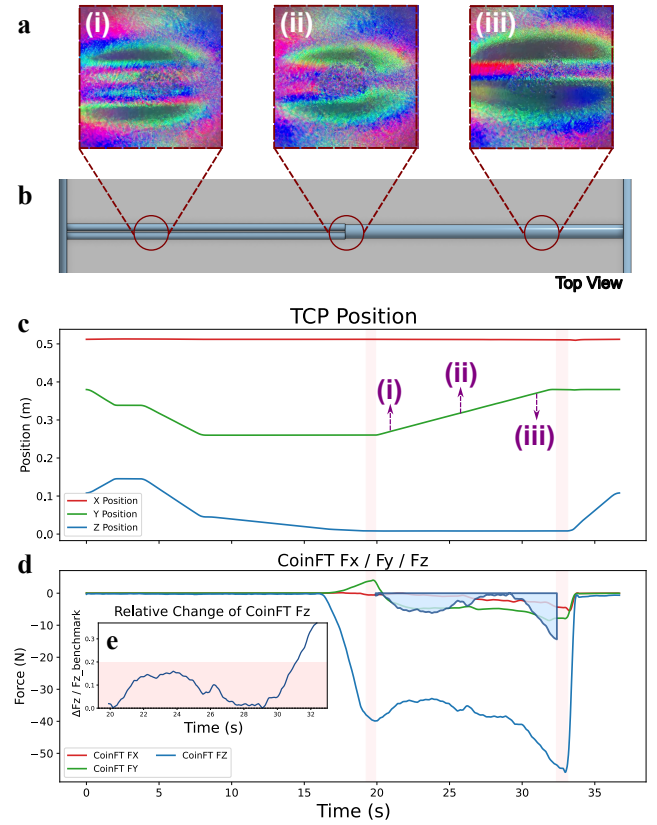 a
(i)
(ii)
(iii)
b
Top View
c
TCP Position
0.5
0.4
0.3
0.2
0.1
0.0
Position (m)
(i)
(ii)
(iii)
X Position
Y Position
Z Position
d
CoinFT Fx / Fy / Fz
0
−10
−20
−30
−40
−50
Force (N)
e
Relative Change of CoinFT Fz
0.3
0.2
0.1
0.0
ΔFz / Fz_benchmark
20
22
24
26
28
30
32
Time (s)
CoinFT FX
CoinFT FY
CoinFT FZ
0
5
10
15
20
25
30
35
Time (s)